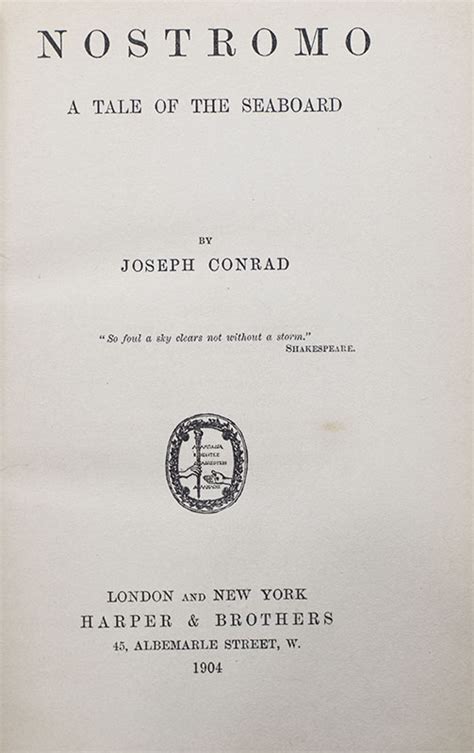 NOSTROMO
A TALE OF THE SEABOARD
BY
JOSEPH CONRAD
"So foul a sky clears not without a storm."
SHAKESPEARE.
LONDON AND NEW YORK
HARPER & BROTHERS
45, ALBEMARLE STREET, W.
1904